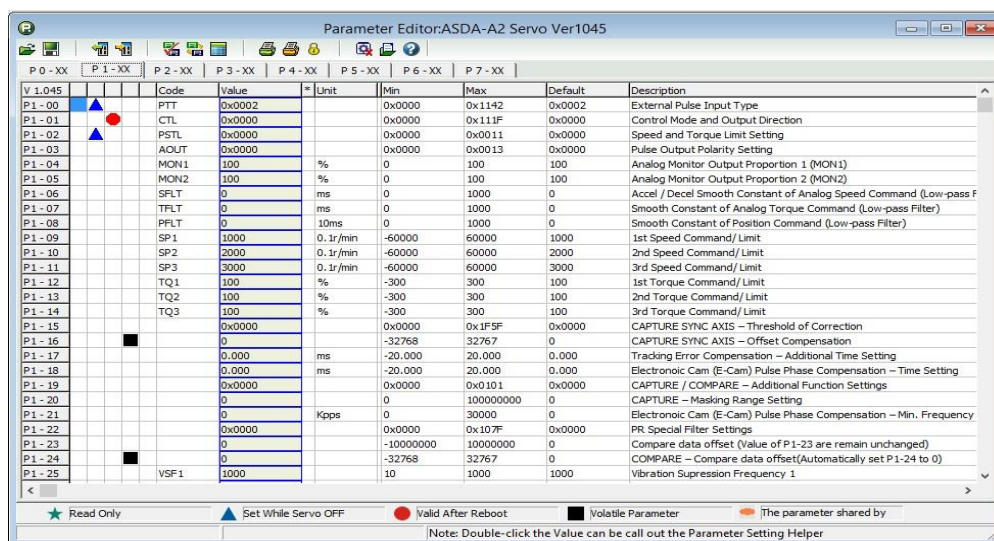 Parameter Editor:ASDA-A2 Servo Ver1045
P 0 - XX P 1 - XX P 2 - XX P 3 - XX P 4 - XX P 5 - XX P 6 - XX P 7 - XX
V 1.045 Code Value * Unit Min Max Default Description
P1 - 00 PTT 0x0002 0x0000 0x1142 0x0002 External Pulse Input Type
P1 - 01 CTL 0x0000 0x0000 0x111F 0x0000 Control Mode and Output Direction
P1 - 02 PSTL 0x0000 0x0000 0x0011 0x0000 Speed and Torque Limit Setting
P1 - 03 AOUT 0x0000 0x0000 0x0013 0x0000 Pulse Output Polarity Setting
P1 - 04 MON1 100 % 0 100 100 Analog Monitor Output Proportion 1 (MON1)
P1 - 05 MON2 100 % 0 100 100 Analog Monitor Output Proportion 2 (MON2)
P1 - 06 SFLT 0 ms 0 1000 0 Accel / Decel Smooth Constant of Analog Speed Command (Low-pass F
P1 - 07 TFLT 0 ms 0 1000 0 Smooth Constant of Analog Torque Command (Low-pass Filter)
P1 - 08 PFLT 0 10ms 0 1000 0 Smooth Constant of Position Command (Low-pass Filter)
P1 - 09 SP1 1000 0.1r/min -60000 60000 1000 1st Speed Command/ Limit
P1 - 10 SP2 2000 0.1r/min -60000 60000 2000 2nd Speed Command/ Limit
P1 - 11 SP3 3000 0.1r/min -60000 60000 3000 3rd Speed Command/ Limit
P1 - 12 TQ1 100 % -300 300 100 1st Torque Command/ Limit
P1 - 13 TQ2 100 % -300 300 100 2nd Torque Command/ Limit
P1 - 14 TQ3 100 % -300 300 100 3rd Torque Command/ Limit
P1 - 15 0x0000 0x0000 0x1F5F 0x0000 CAPTURE SYNC AXIS – Threshold of Correction
P1 - 16 0 -32768 32767 0 CAPTURE SYNC AXIS – Offset Compensation
P1 - 17 0.000 ms -20.000 20.000 0.000 Tracking Error Compensation – Additional Time Setting
P1 - 18 0.000 ms -20.000 20.000 0.000 Electronic Cam (E-Cam) Pulse Phase Compensation – Time Setting
P1 - 19 0x0000 0x0000 0x0101 0x0000 CAPTURE / COMPARE – Additional Function Settings
P1 - 20 0 0 100000000 0 CAPTURE – Masking Range Setting
P1 - 21 0 Kpps 0 30000 0 Electronic Cam (E-Cam) Pulse Phase Compensation – Min. Frequency
P1 - 22 0x0000 0x0000 0x107F 0x0000 PR Special Filter Settings
P1 - 23 0 -10000000 10000000 0 Compare data offset (Value of P1-23 are remain unchanged)
P1 - 24 0 -32768 32767 0 COMPARE – Compare data offset(Automatically set P1-24 to 0)
P1 - 25 VSF1 1000 10 1000 1000 Vibration Supression Frequency 1
Read Only Set While Servo OFF Valid After Reboot Volatile Parameter The parameter shared by
Note: Double-click the Value can be call out the Parameter Setting Helper